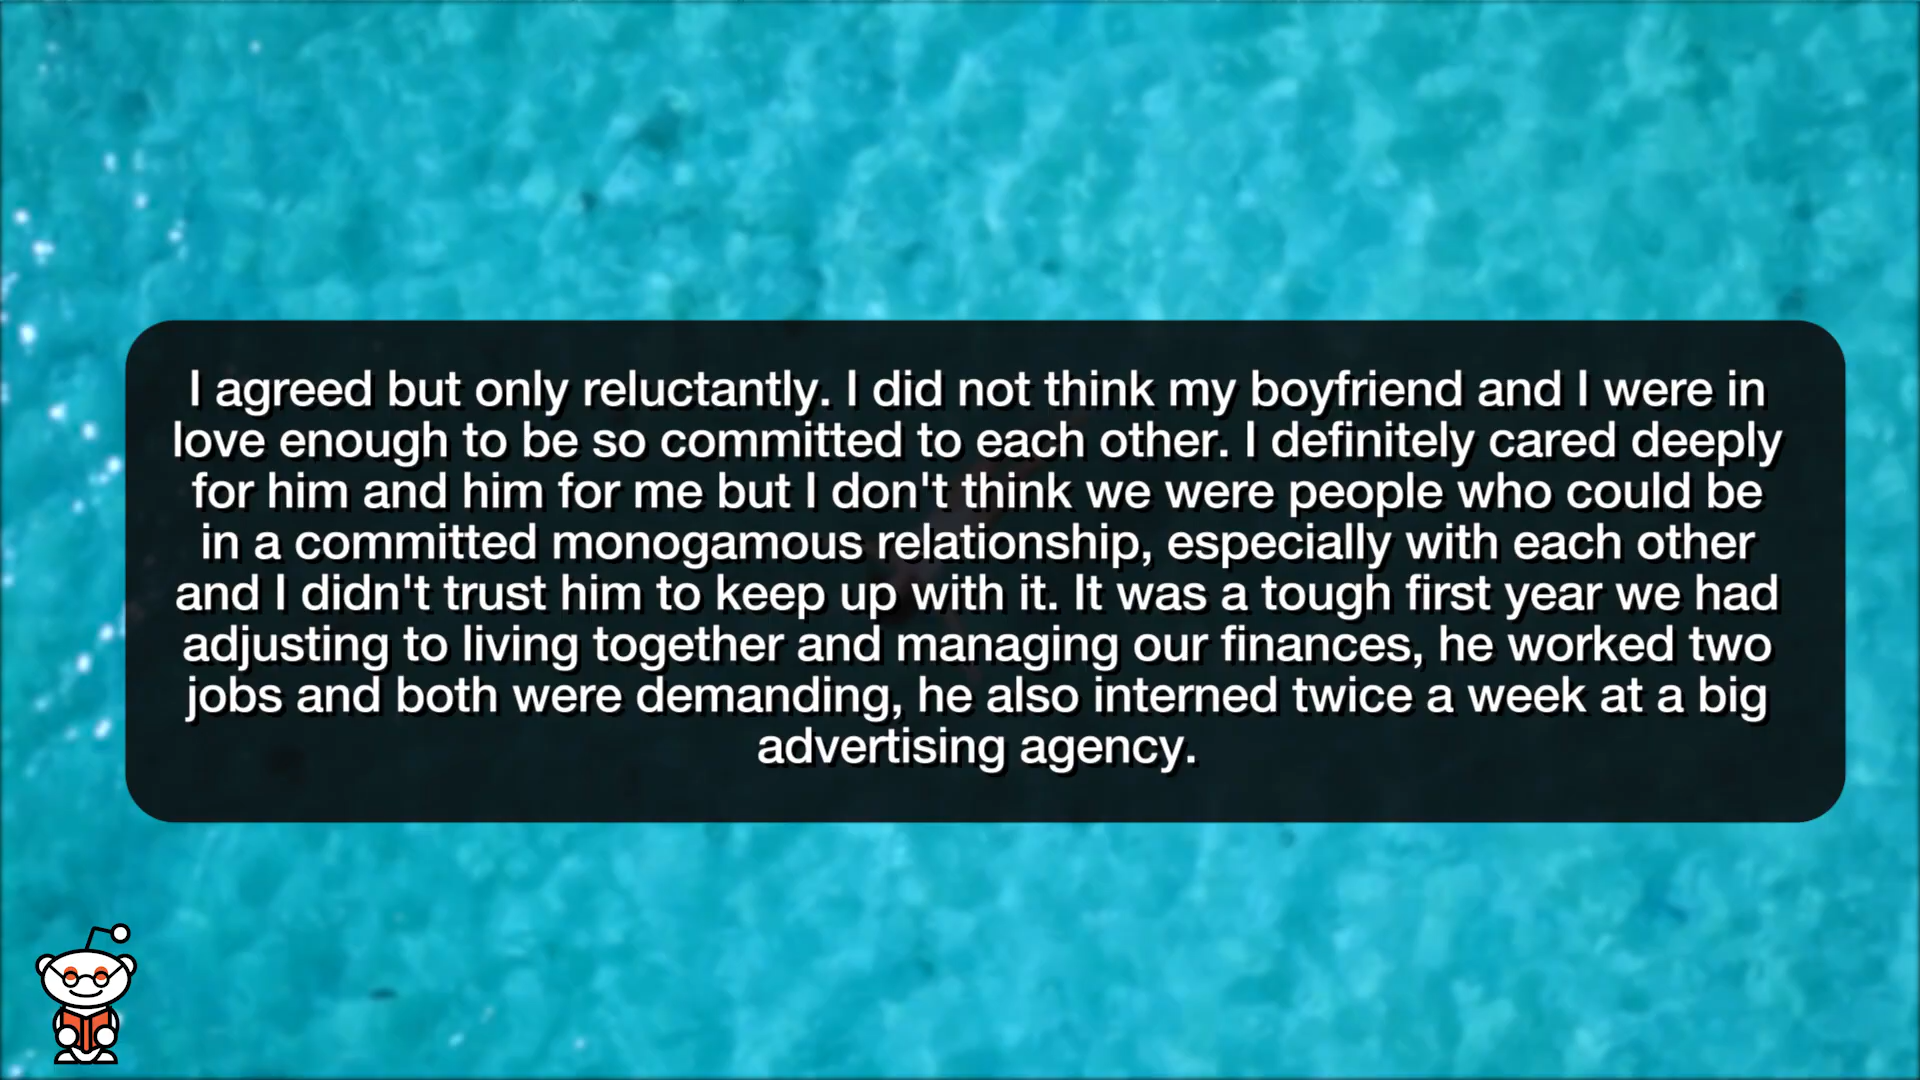 I agreed but only reluctantly. I did not think my boyfriend and I were in
love enough to be so committed to each other. I definitely cared deeply
for him and him for me but I don't think we were people who could be
in a committed monogamous relationship, especially with each other
and I didn't trust him to keep up with it. It was a tough first year we had
adjusting to living together and managing our finances, he worked two
jobs and both were demanding, he also interned twice a week at a big
advertising agency.